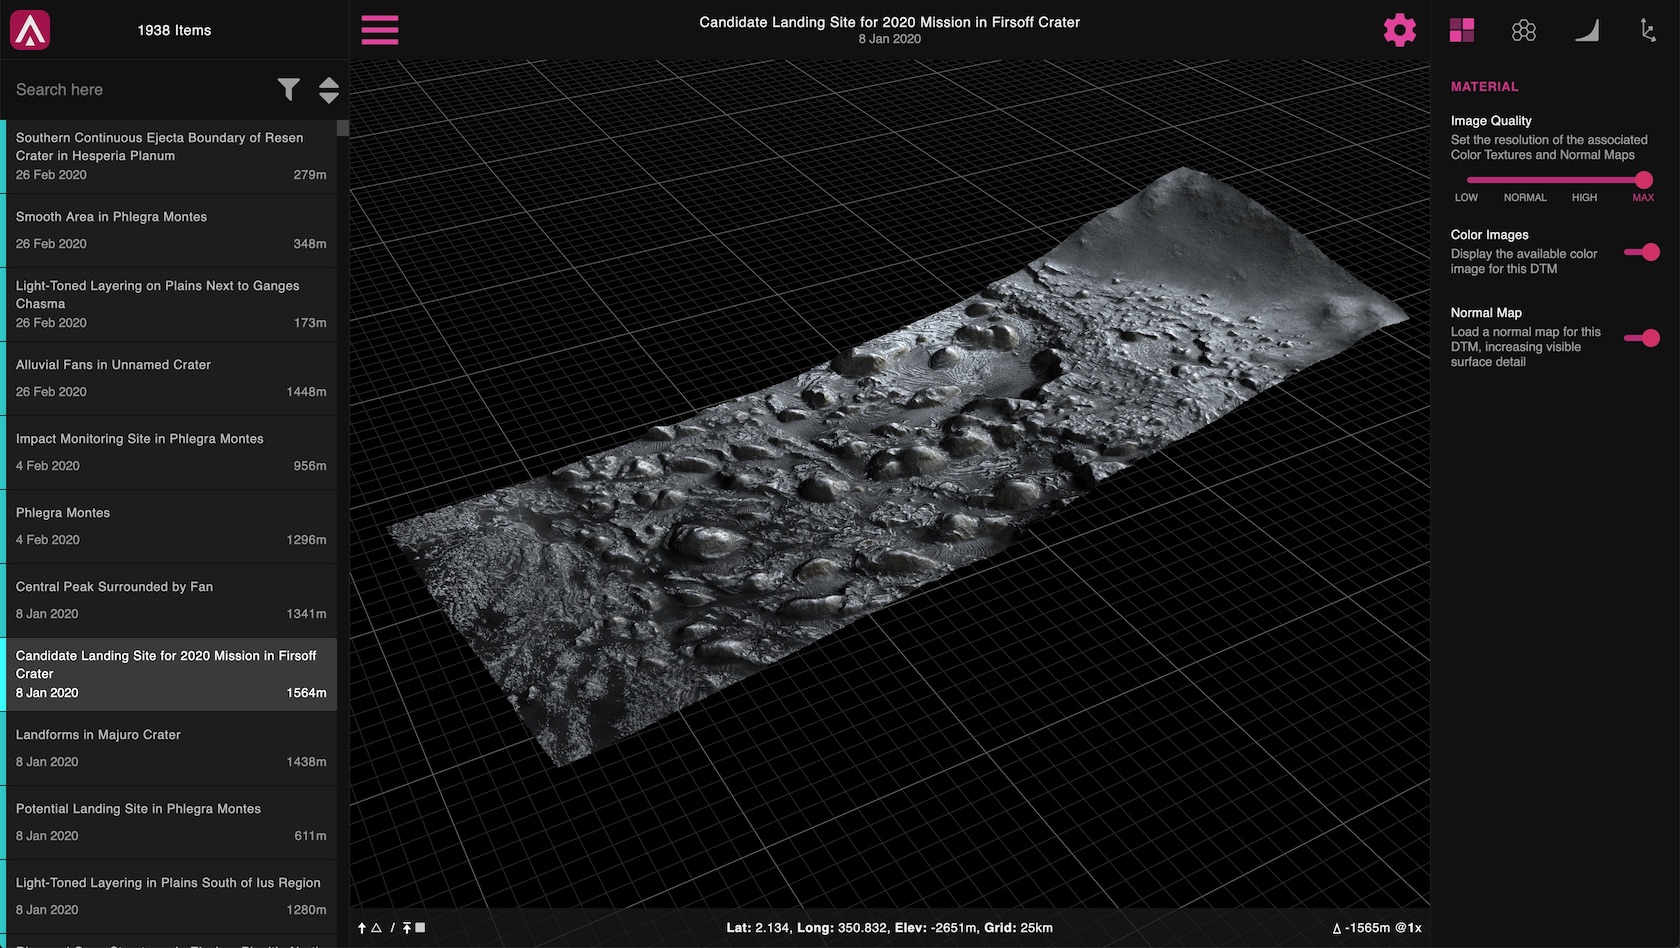 1938 Items
Search here
Southern Continuous Ejecta Boundary of Resen
Crater in Hesperia Planum
26 Feb 2020 279m
Smooth Area in Phlegra Montes
26 Feb 2020 348m
Light-Toned Layering on Plains Next to Ganges
Chasma
26 Feb 2020 173m
Alluvial Fans in Unnamed Crater
26 Feb 2020 1448m
Impact Monitoring Site in Phlegra Montes
4 Feb 2020 956m
Phlegra Montes
4 Feb 2020 1296m
Central Peak Surrounded by Fan
8 Jan 2020 1341m
Candidate Landing Site for 2020 Mission in Firsoff
Crater
8 Jan 2020 1564m
Landforms in Majuro Crater
8 Jan 2020 1438m
Potential Landing Site in Phlegra Montes
8 Jan 2020 611m
Light-Toned Layering in Plains South of Ius Region
8 Jan 2020 1280m
Candidate Landing Site for 2020 Mission in Firsoff Crater
8 Jan 2020
Lat: 2.134, Long: 350.832, Elev: -2651m, Grid: 25km
Δ -1565m @1x
MATERIAL
Image Quality
Set the resolution of the associated
Color Textures and Normal Maps
LOW NORMAL HIGH MAX
Color Images
Display the available color
image for this DTM
Normal Map
Load a normal map for this
DTM, increasing visible
surface detail